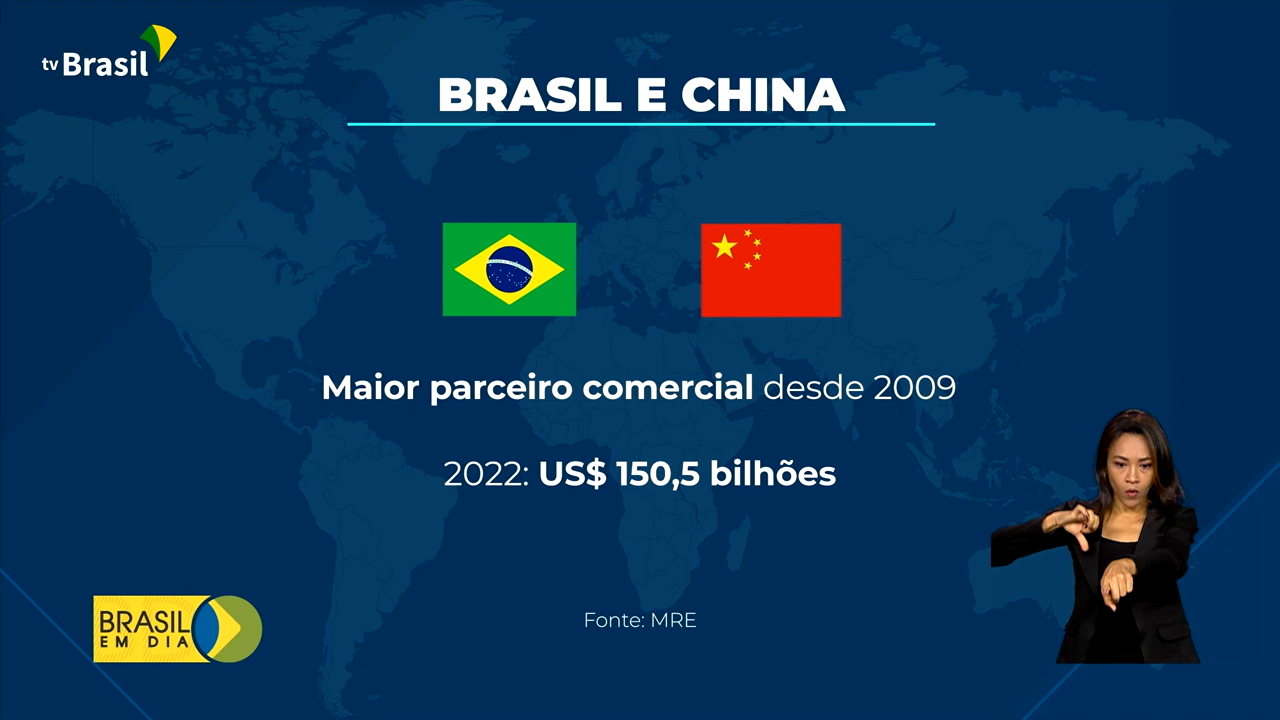 tv Brasil
BRASIL E CHINA
Maior parceiro comercial desde 2009
2022: US$ 150,5 bilhões
Fonte: MRE
BRASIL
EM DIA